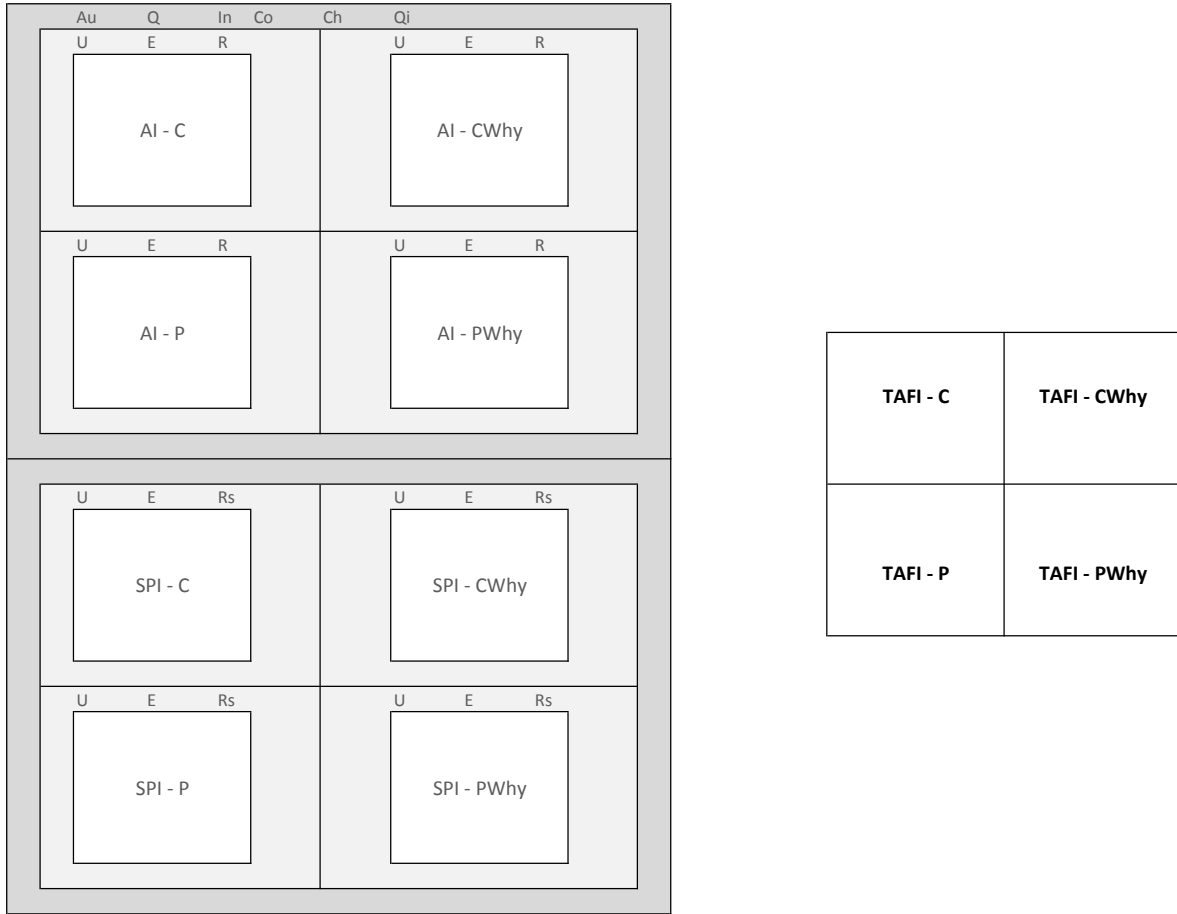 Au Q In Co Ch Qi
U E R U E R
AI - C AI - CWhy
U E R U E R
AI - P AI - PWhy
U E Rs U E Rs
SPI - C SPI - CWhy
U E Rs U E Rs
SPI - P SPI - PWhy
TAFI - C TAFI - CWhy
TAFI - P TAFI - PWhy